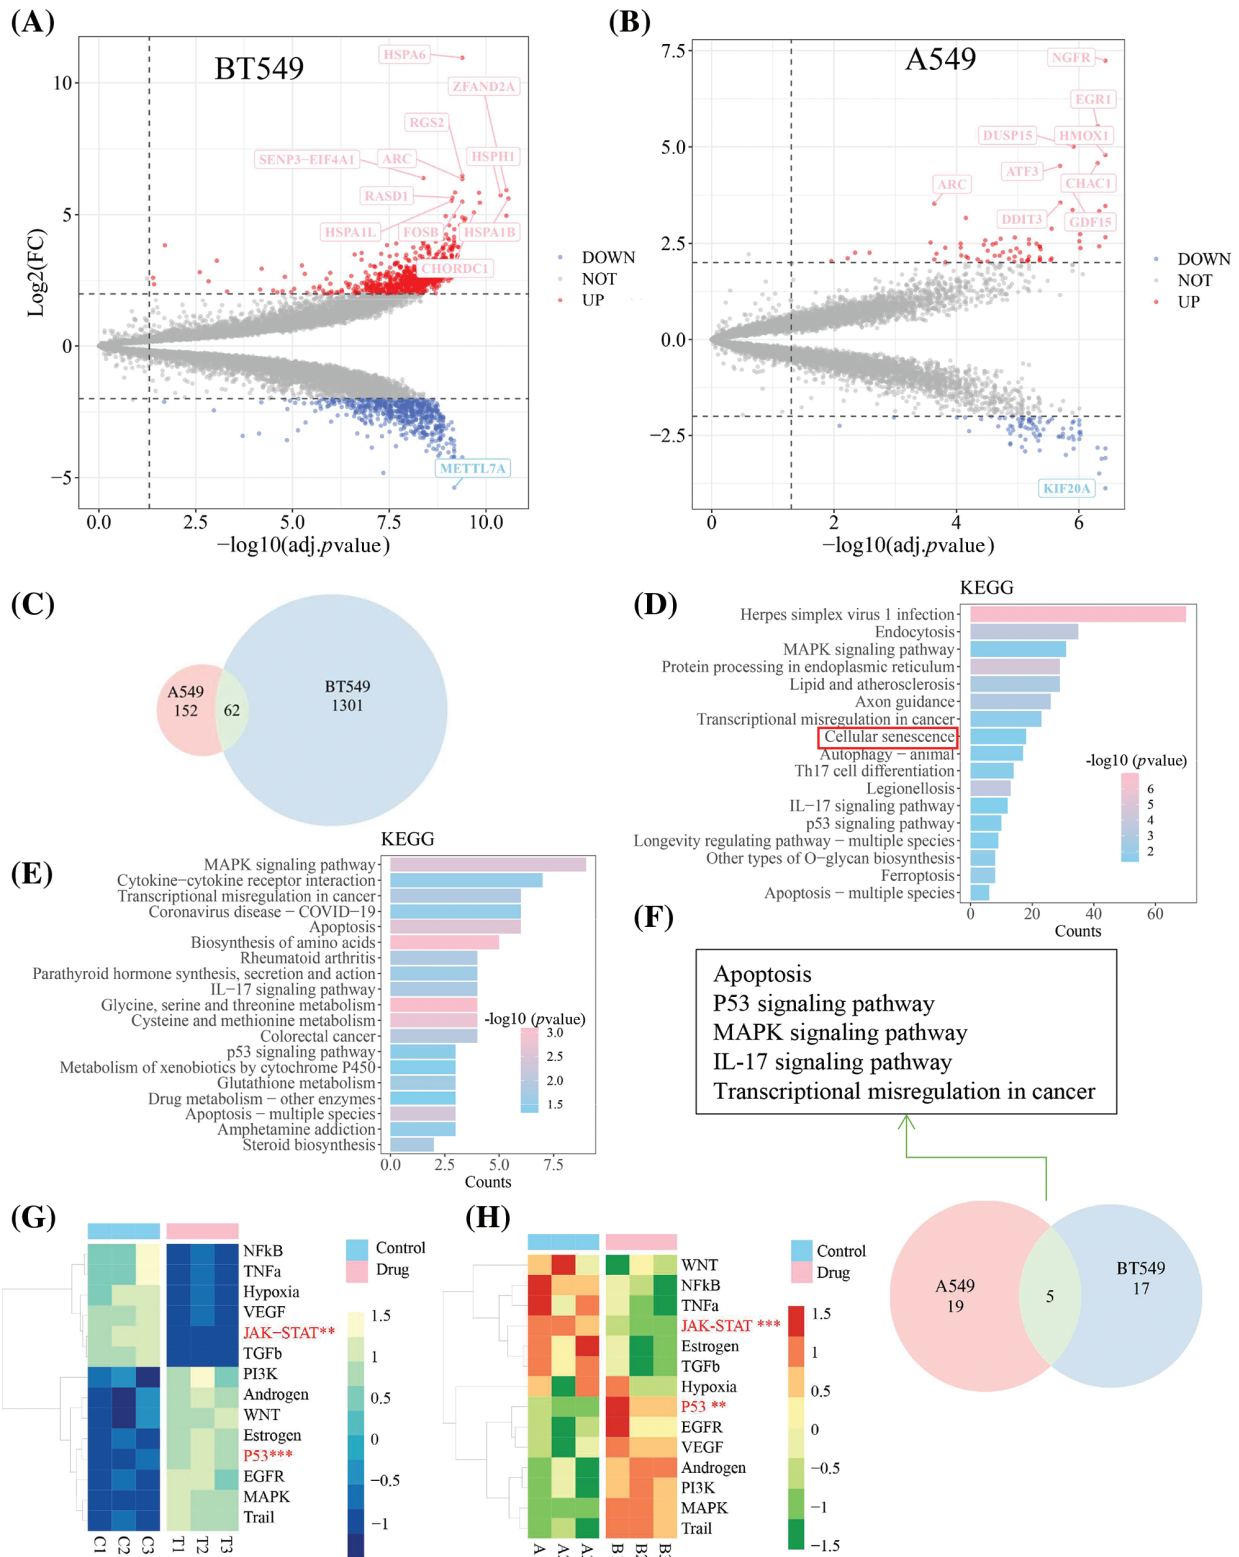 (A)
BT549
HSPA6
ZFAND2A
RGS2
SENP3−EIF4A1
ARC
HSPH1
RASD1
HSPA1L
FOSB
HSPA1B
CHORDC1
METTL7A
Log2(FC)
10
5
0
−5
0.0 2.5 5.0 7.5 10.0
−log10(adj.pvalue)
DOWN
NOT
UP
(B)
A549
NGFR
EGR1
DUSP15
HMOX1
ATF3
CHAC1
ARC
DDIT3
GDF15
KIF20A
7.5
5.0
2.5
0.0
−2.5
0 2 4 6
−log10(adj.pvalue)
DOWN
NOT
UP
(C)
A549
152
62
BT549
1301
(D)
KEGG
Herpes simplex virus 1 infection
Endocytosis
MAPK signaling pathway
Protein processing in endoplasmic reticulum
Lipid and atherosclerosis
Axon guidance
Transcriptional misregulation in cancer
Cellular senescence
Autophagy − animal
Th17 cell differentiation
Legionellosis
IL−17 signaling pathway
p53 signaling pathway
Longevity regulating pathway − multiple species
Other types of O−glycan biosynthesis
Ferroptosis
Apoptosis − multiple species
0 20 40 60
Counts
-log10 (pvalue)
6
5
4
3
2
(E)
KEGG
MAPK signaling pathway
Cytokine−cytokine receptor interaction
Transcriptional misregulation in cancer
Coronavirus disease − COVID−19
Apoptosis
Biosynthesis of amino acids
Rheumatoid arthritis
Parathyroid hormone synthesis, secretion and action
IL−17 signaling pathway
Glycine, serine and threonine metabolism
Cysteine and methionine metabolism
Colorectal cancer
p53 signaling pathway
Metabolism of xenobiotics by cytochrome P450
Glutathione metabolism
Drug metabolism − other enzymes
Apoptosis − multiple species
Amphetamine addiction
Steroid biosynthesis
0.0 2.5 5.0 7.5
Counts
-log10 (pvalue)
3.0
2.5
2.0
1.5
(F)
Apoptosis
P53 signaling pathway
MAPK signaling pathway
IL-17 signaling pathway
Transcriptional misregulation in cancer
A549
19
5
BT549
17
(G)
NFkB
TNFa
Hypoxia
VEGF
JAK−STAT**
TGFb
PI3K
Androgen
WNT
Estrogen
P53***
EGFR
MAPK
Trail
C1 C2 C3 T1 T2 T3
Control
Drug
1.5
1
0.5
0
−0.5
−1
(H)
WNT
NFkB
TNFa
JAK-STAT ***
Estrogen
TGFb
Hypoxia
P53 **
EGFR
VEGF
Androgen
PI3K
MAPK
Trail
Control
Drug
1.5
1
0.5
0
−0.5
−1
−1.5